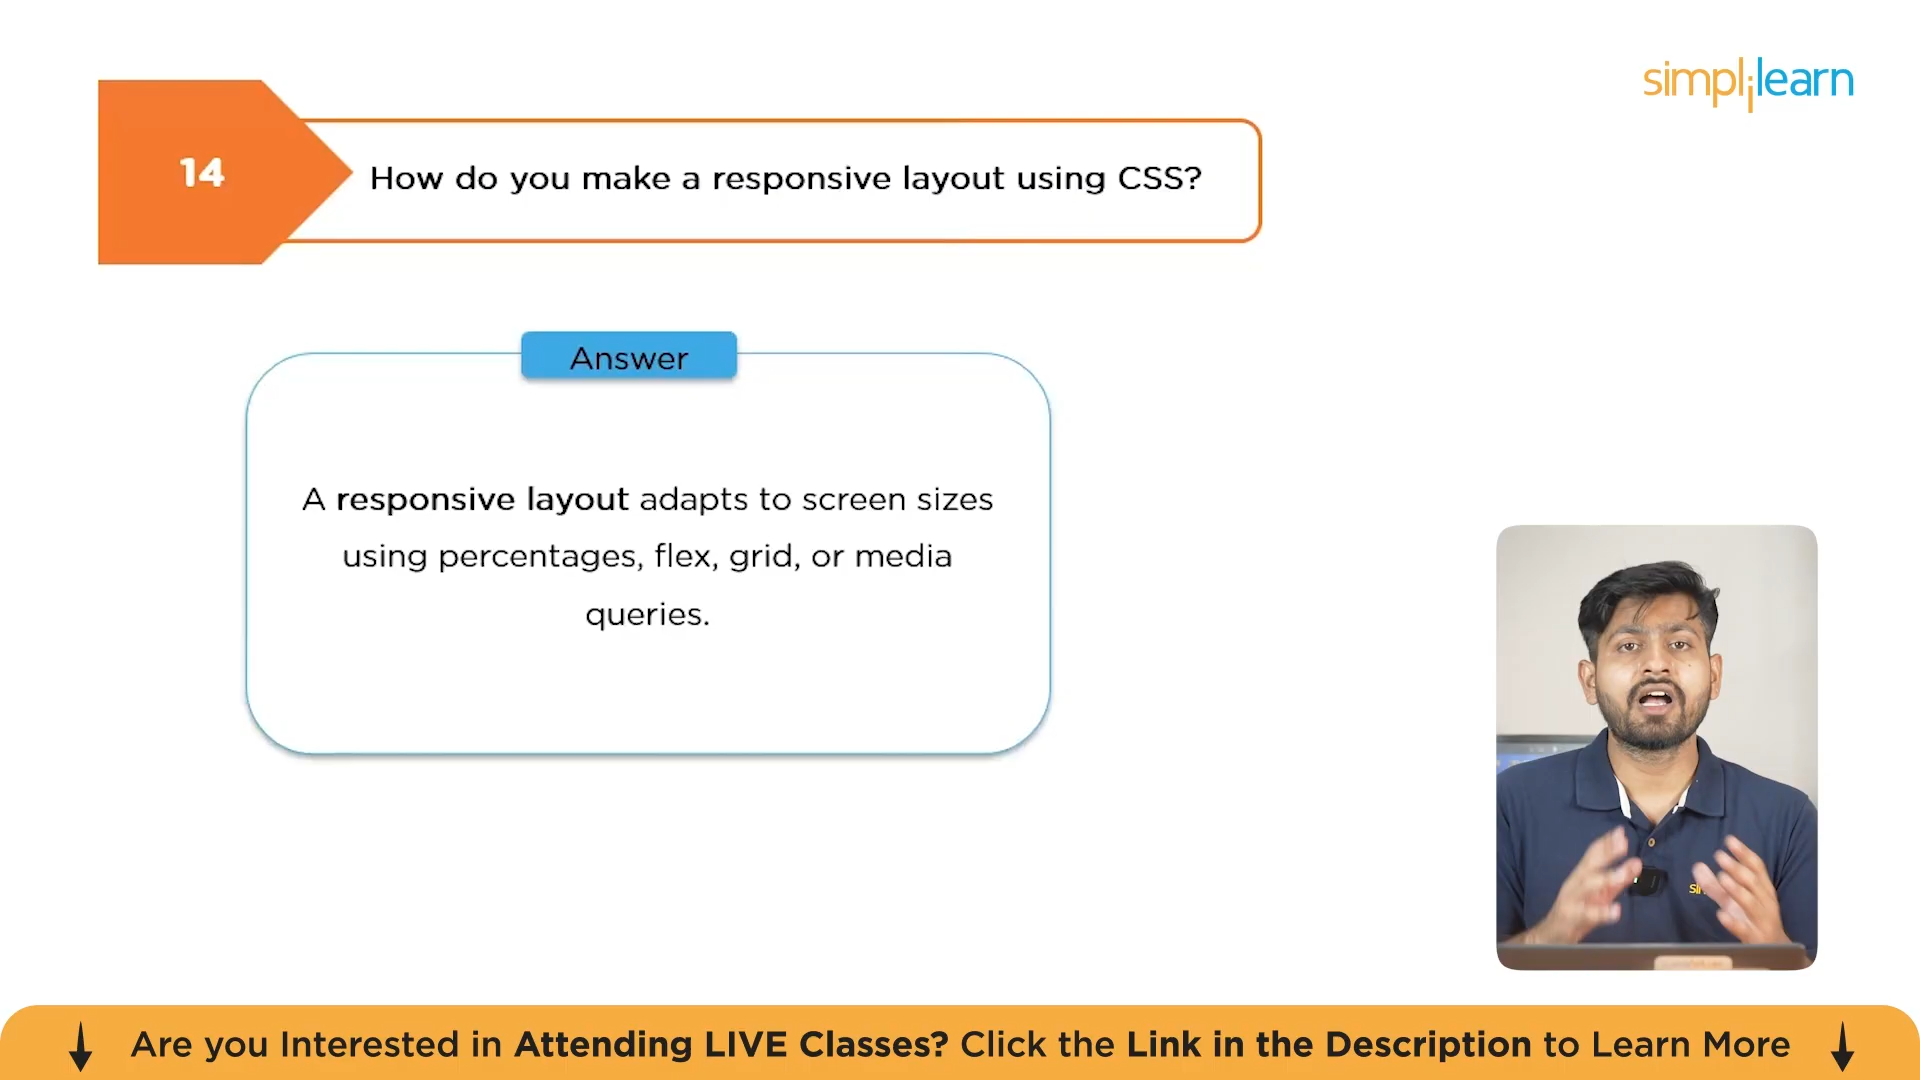 simplilearn
14
How do you make a responsive layout using CSS?
Answer
A responsive layout adapts to screen sizes
using percentages, flex, grid, or media
queries.
Are you Interested in Attending LIVE Classes? Click the Link in the Description to Learn More